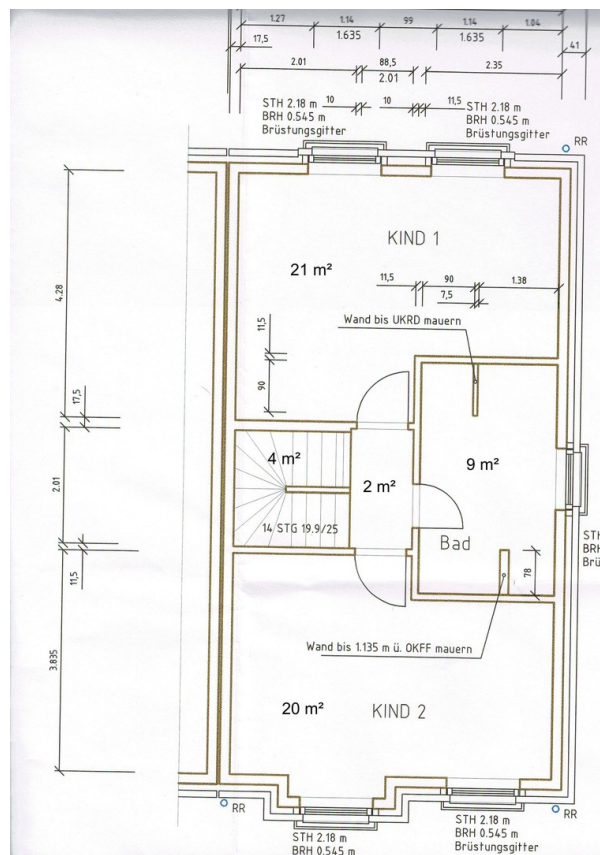 1.27 1.14 99 1.14 1.04
17,5 1.635 1.635 41
2.01 88,5 2.35
2.01
STH 2.18 m 10 10 11,5 STH 2.18 m
BRH 0.545 m BRH 0.545 m
Brüstungsgitter Brüstungsgitter
RR
KIND 1
21 m²
4.28
11,5 90 1.38
7,5
11,5
Wand bis UKRD mauern
90
17,5
4 m²
9 m²
2 m²
2.01
14 STG 19.9/25
Bad
STH
BRH
Brü
11,5
78
Wand bis 1.135 m ü. OKFF mauern
3.835
20 m²
KIND 2
RR
RR
STH 2.18 m
BRH 0.545 m
Brüstungsgitter
STH 2.18 m
BRH 0.545 m